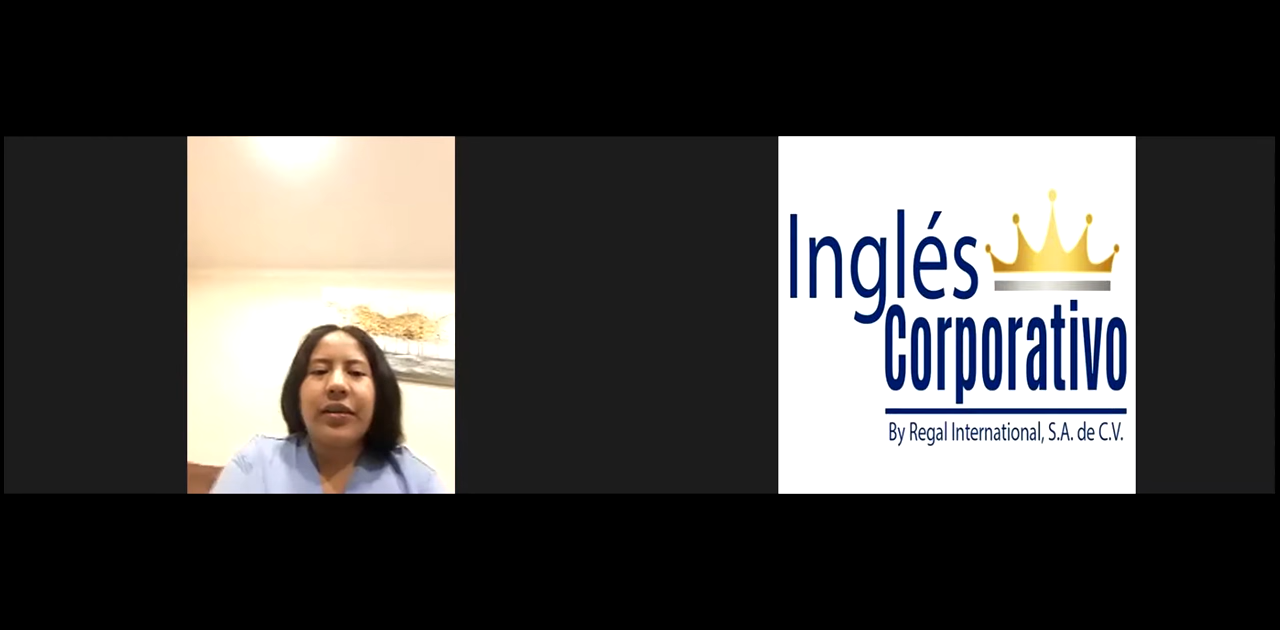 Inglés
Corporativo
By Regal International, S.A. de C.V.